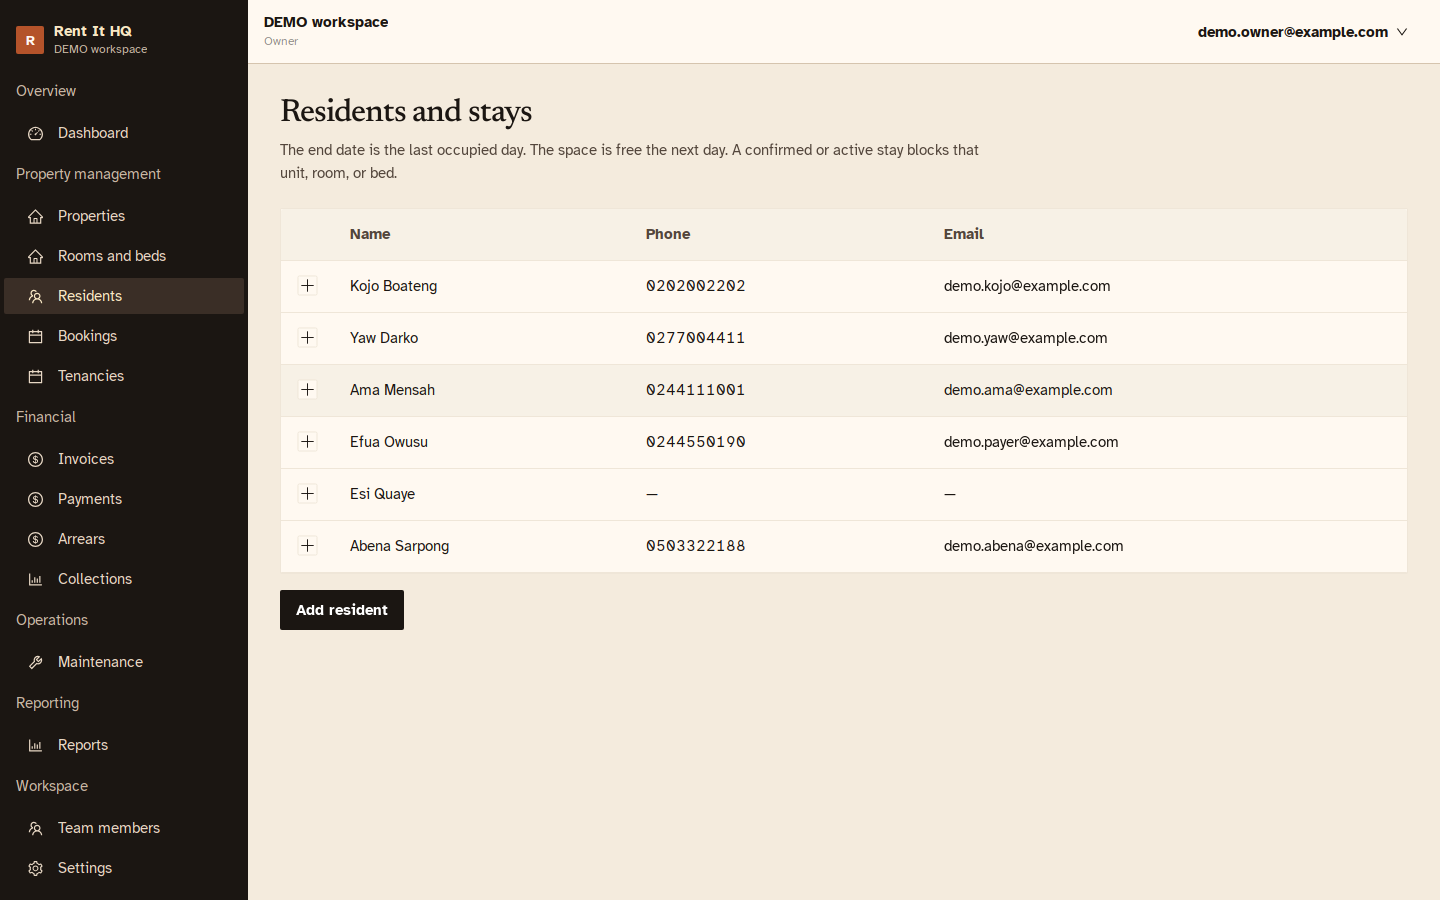 R
Rent It HQ
DEMO workspace
Overview
Dashboard
Property management
Properties
Rooms and beds
Residents
Bookings
Tenancies
Financial
Invoices
Payments
Arrears
Collections
Operations
Maintenance
Reporting
Reports
Workspace
Team members
Settings
DEMO workspace
Owner
demo.owner@example.com
Residents and stays
The end date is the last occupied day. The space is free the next day. A confirmed or active stay blocks that
unit, room, or bed.
Name Phone Email
Kojo Boateng 0202002202 demo.kojo@example.com
Yaw Darko 0277004411 demo.yaw@example.com
Ama Mensah 0244111001 demo.ama@example.com
Efua Owusu 0244550190 demo.payer@example.com
Esi Quaye — —
Abena Sarpong 0503322188 demo.abena@example.com
Add resident